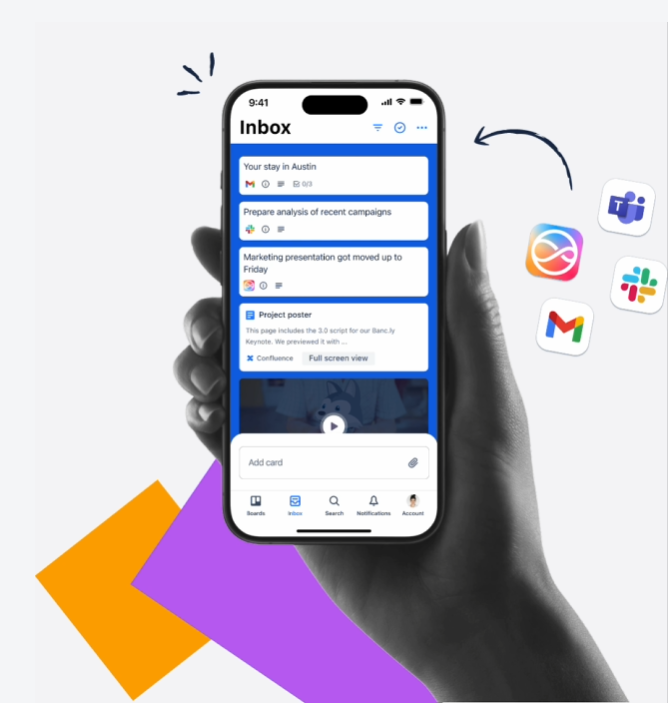 9:41
Inbox
Your stay in Austin
0/3
Prepare analysis of recent campaigns
Marketing presentation got moved up to
Friday
Project poster
This page includes the 3.0 script for our Banc.ly
Keynote. We previewed it with ...
Confluence
Full screen view
Add card
Boards
Inbox
Search
Notifications
Account
T